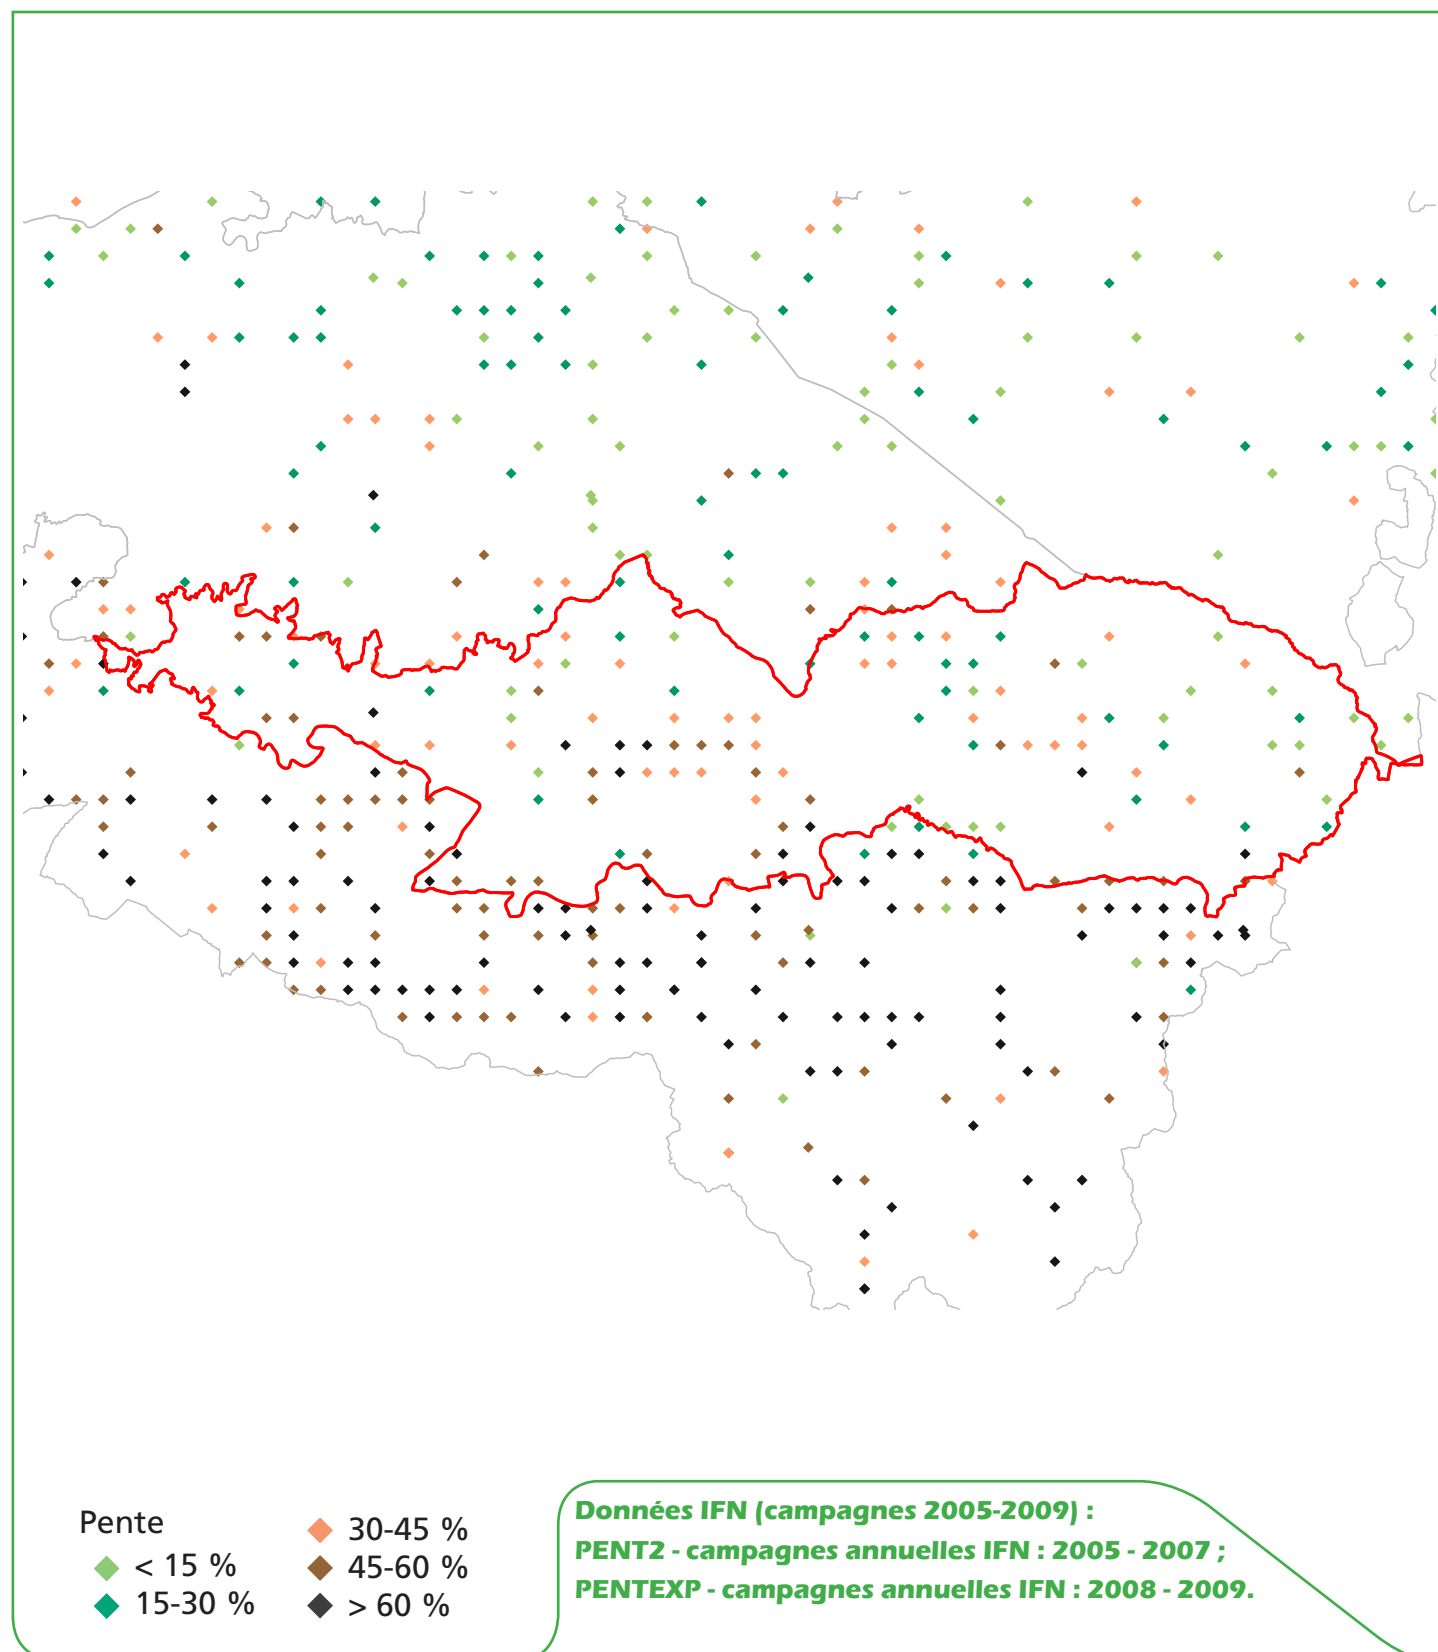 Pente
< 15 %
15-30 %
30-45 %
45-60 %
> 60 %
Données IFN (campagnes 2005-2009) :
PENT2 - campagnes annuelles IFN : 2005 - 2007 ;
PENTEXP - campagnes annuelles IFN : 2008 - 2009.